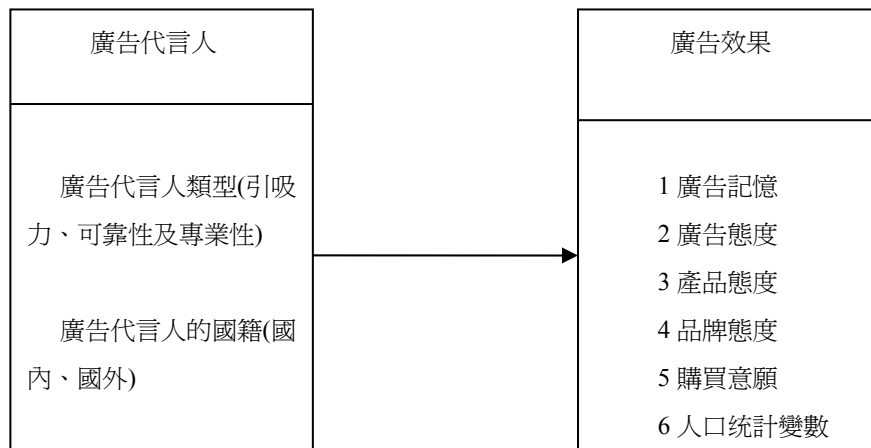 廣告代言人
廣告代言人類型(引吸
力、可靠性及專業性)
廣告代言人的國籍(國
內、國外)
廣告效果
1 廣告記憶
2 廣告態度
3 產品態度
4 品牌態度
5 購買意願
6 人口统計變數